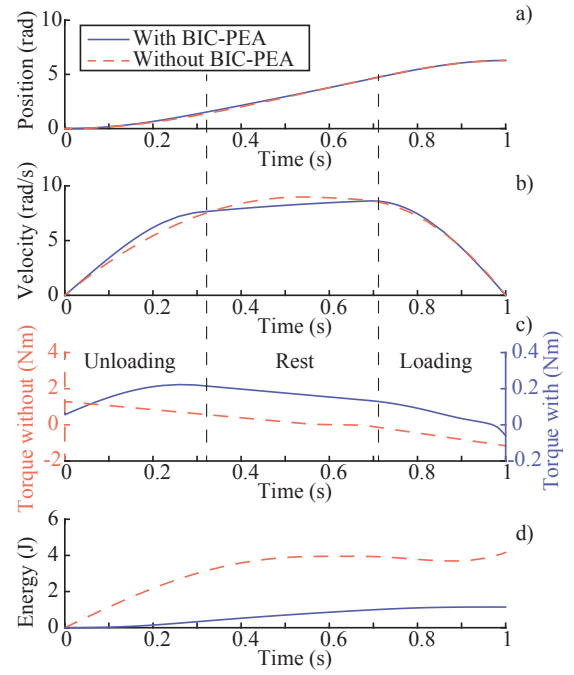 a)
With BIC-PEA
Without BIC-PEA
Position (rad)
10
5
0
0 0.2 0.4 0.6 0.8 1
Time (s)
b)
Velocity (rad/s)
10
5
0
0 0.2 0.4 0.6 0.8 1
Time (s)
c)
Unloading Rest Loading
Torque without (Nm)
4
2
0
-2
Torque with (Nm)
0.4
0.2
0
-0.2
0 0.2 0.4 0.6 0.8 1
Time (s)
d)
Energy (J)
6
4
2
0
0 0.2 0.4 0.6 0.8 1
Time (s)